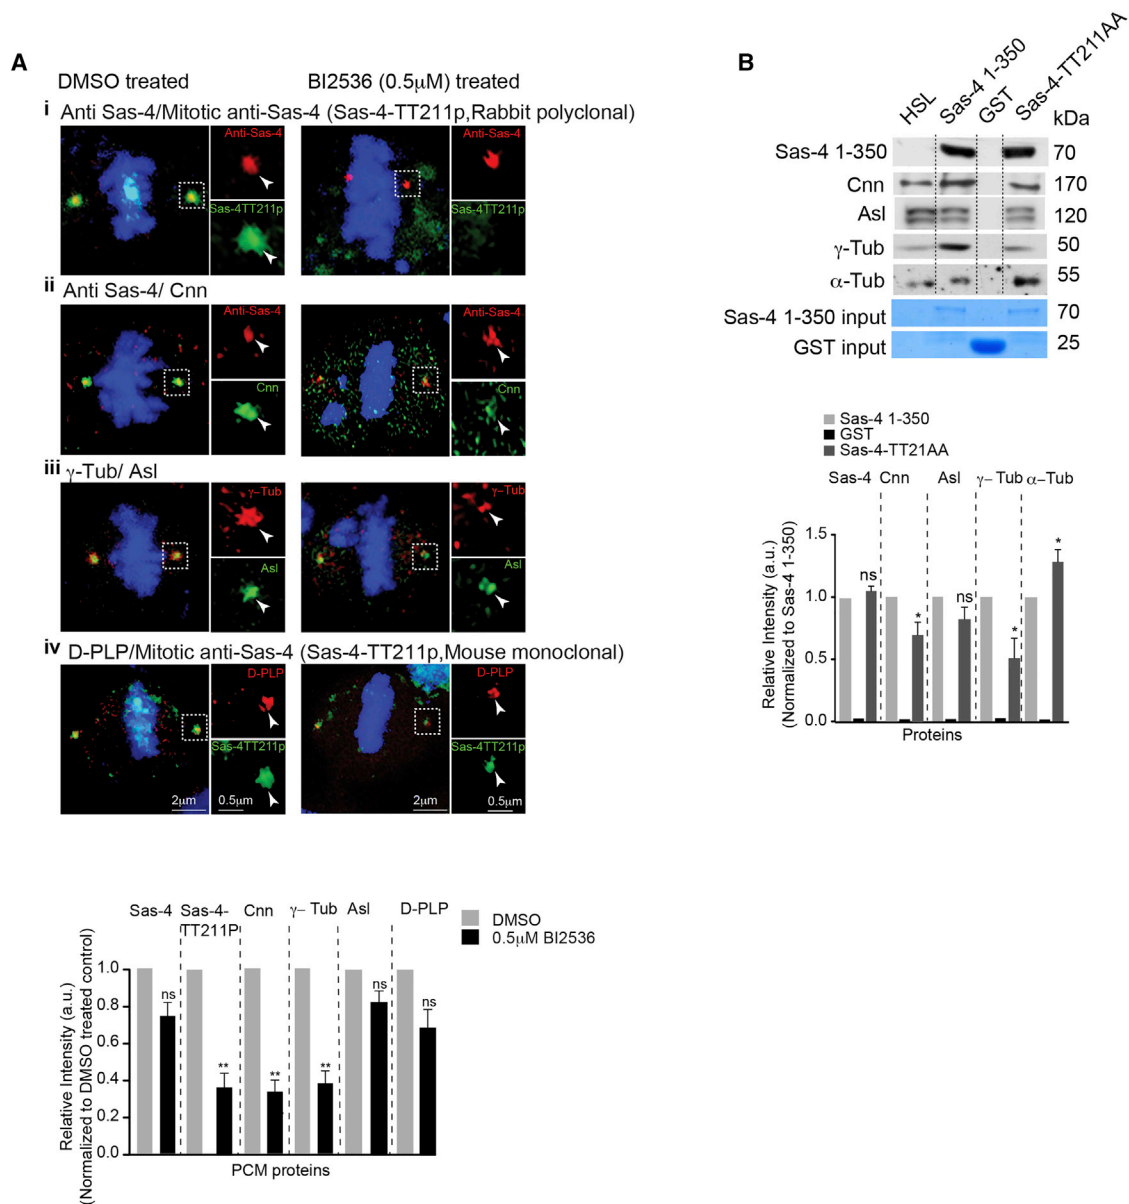 A
DMSO treated
BI2536 (0.5μM) treated
i Anti Sas-4/Mitotic anti-Sas-4 (Sas-4-TT211p,Rabbit polyclonal)
Anti-Sas-4
Sas-4TT211p
Anti-Sas-4
Sas-4TT211p
ii Anti Sas-4/ Cnn
Anti-Sas-4
Cnn
Anti-Sas-4
Cnn
iii γ-Tub/ Asl
γ–Tub
Asl
γ–Tub
Asl
iv D-PLP/Mitotic anti-Sas-4 (Sas-4-TT211p,Mouse monoclonal)
D-PLP
Sas-4TT211p
2μm
0.5μm
D-PLP
Sas-4TT211p
2μm
0.5μm
Sas-4
Sas-4-
TT211P
Cnn
γ– Tub
Asl
D-PLP
DMSO
0.5μM BI2536
Relative Intensity (a.u.)
(Normalized to DMSO treated control)
1.0
0.8
0.6
0.4
0.2
0.0
ns
**
**
**
ns
ns
PCM proteins
B
HSL
Sas-4 1-350
GST
Sas-4-TT211AA
kDa
Sas-4 1-350 70
Cnn 170
Asl 120
γ-Tub 50
α-Tub 55
Sas-4 1-350 input 70
GST input 25
Sas-4 1-350
GST
Sas-4-TT21AA
Sas-4
Cnn
Asl
γ– Tub
α–Tub
Relative Intensity (a.u.)
(Normalized to Sas-4 1-350)
1.5
1.0
0.5
0.0
ns
*
ns
*
*
Proteins